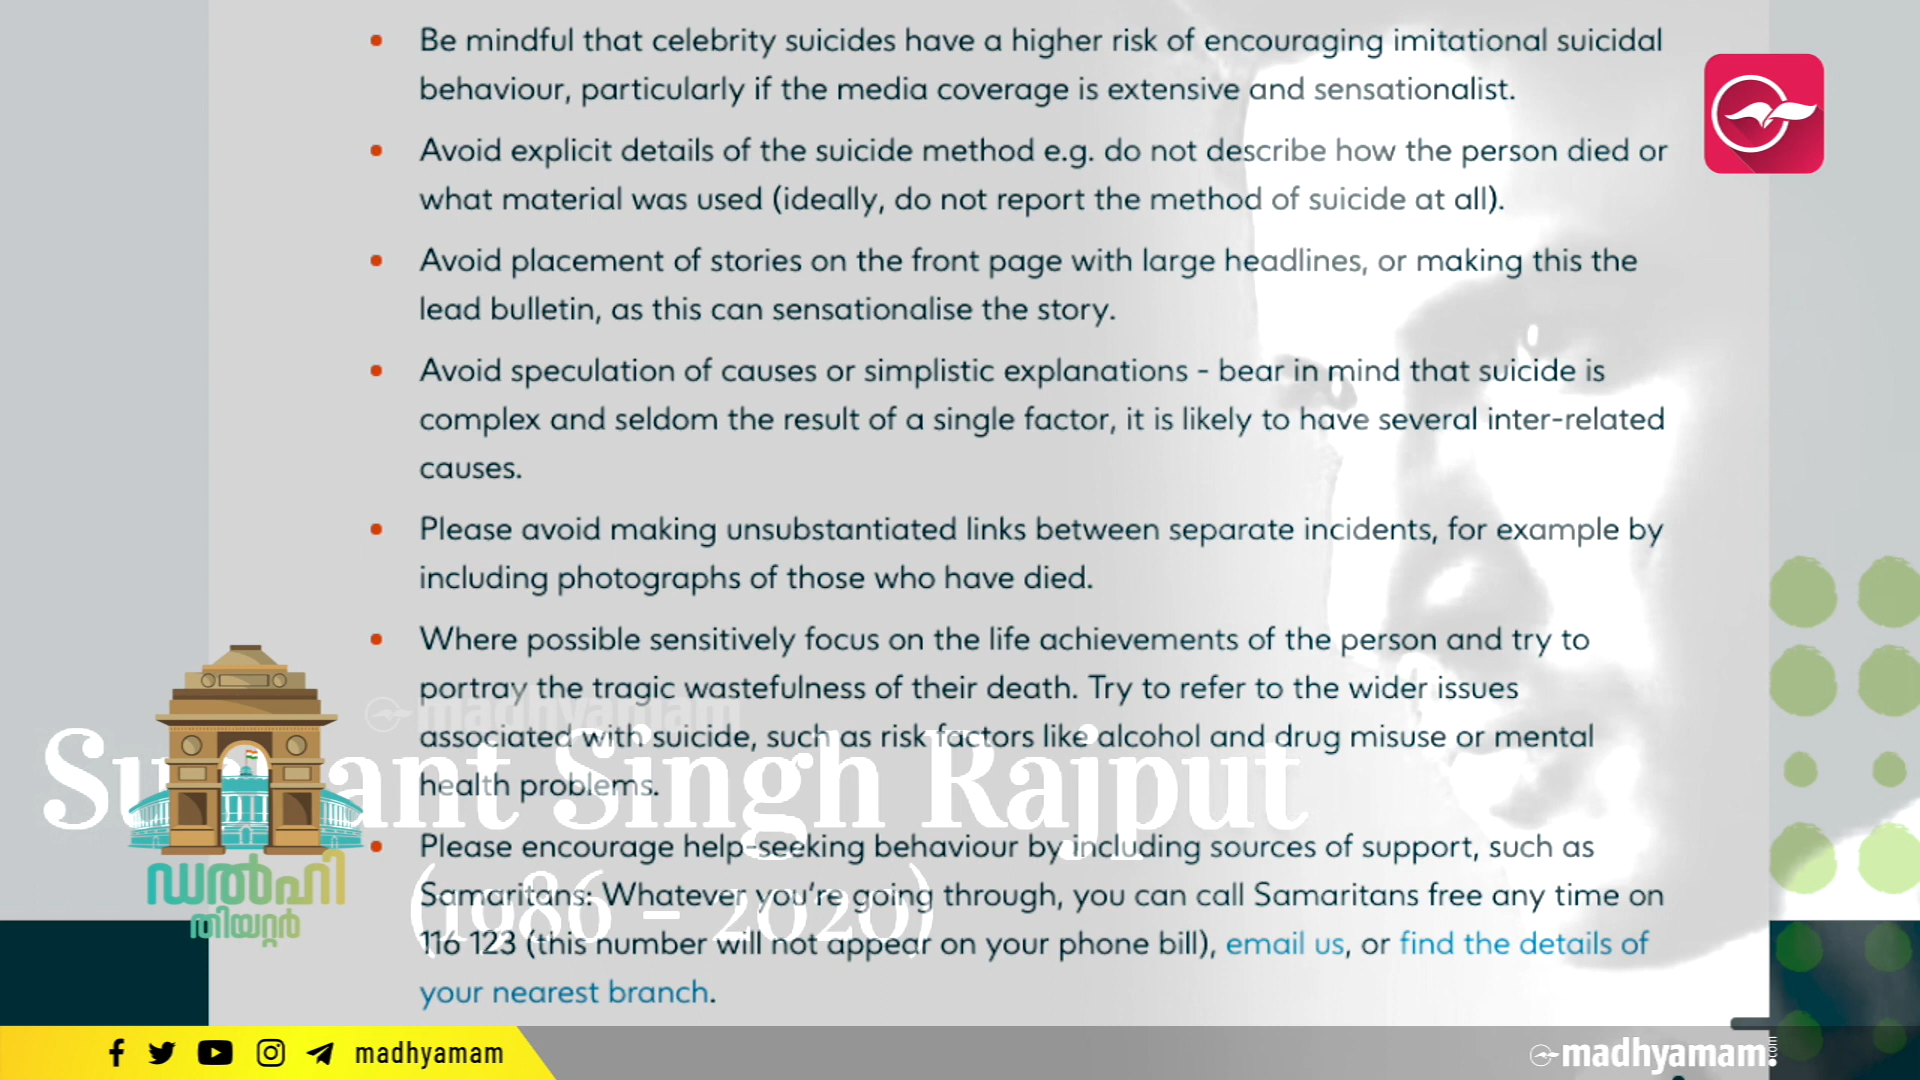 Be mindful that celebrity suicides have a higher risk of encouraging imitational suicidal
behaviour, particularly if the media coverage is extensive and sensationalist.
Avoid explicit details of the suicide method e.g. do not describe how the person died or
what material was used (ideally, do not report the method of suicide at all).
Avoid placement of stories on the front page with large headlines, or making this the
lead bulletin, as this can sensationalise the story.
Avoid speculation of causes or simplistic explanations - bear in mind that suicide is
complex and seldom the result of a single factor, it is likely to have several inter-related
causes.
Please avoid making unsubstantiated links between separate incidents, for example by
including photographs of those who have died.
Where possible sensitively focus on the life achievements of the person and try to
portray the tragic wastefulness of their death. Try to refer to the wider issues
madhyamam
associated with suicide, such as risk factors like alcohol and drug misuse or mental
health problems.
Singh Rajput
Please encourage help-seeking behaviour by including sources of support, such as
Samaritans: Whatever you're going through, you can call Samaritans free any time on
(1986 - 2020)
116 123 (this number will not appear on your phone bill), email us, or find the details of
your nearest branch.
ഡൽഹി
തിയറ്റർ
madhyamam
madhyamam.com